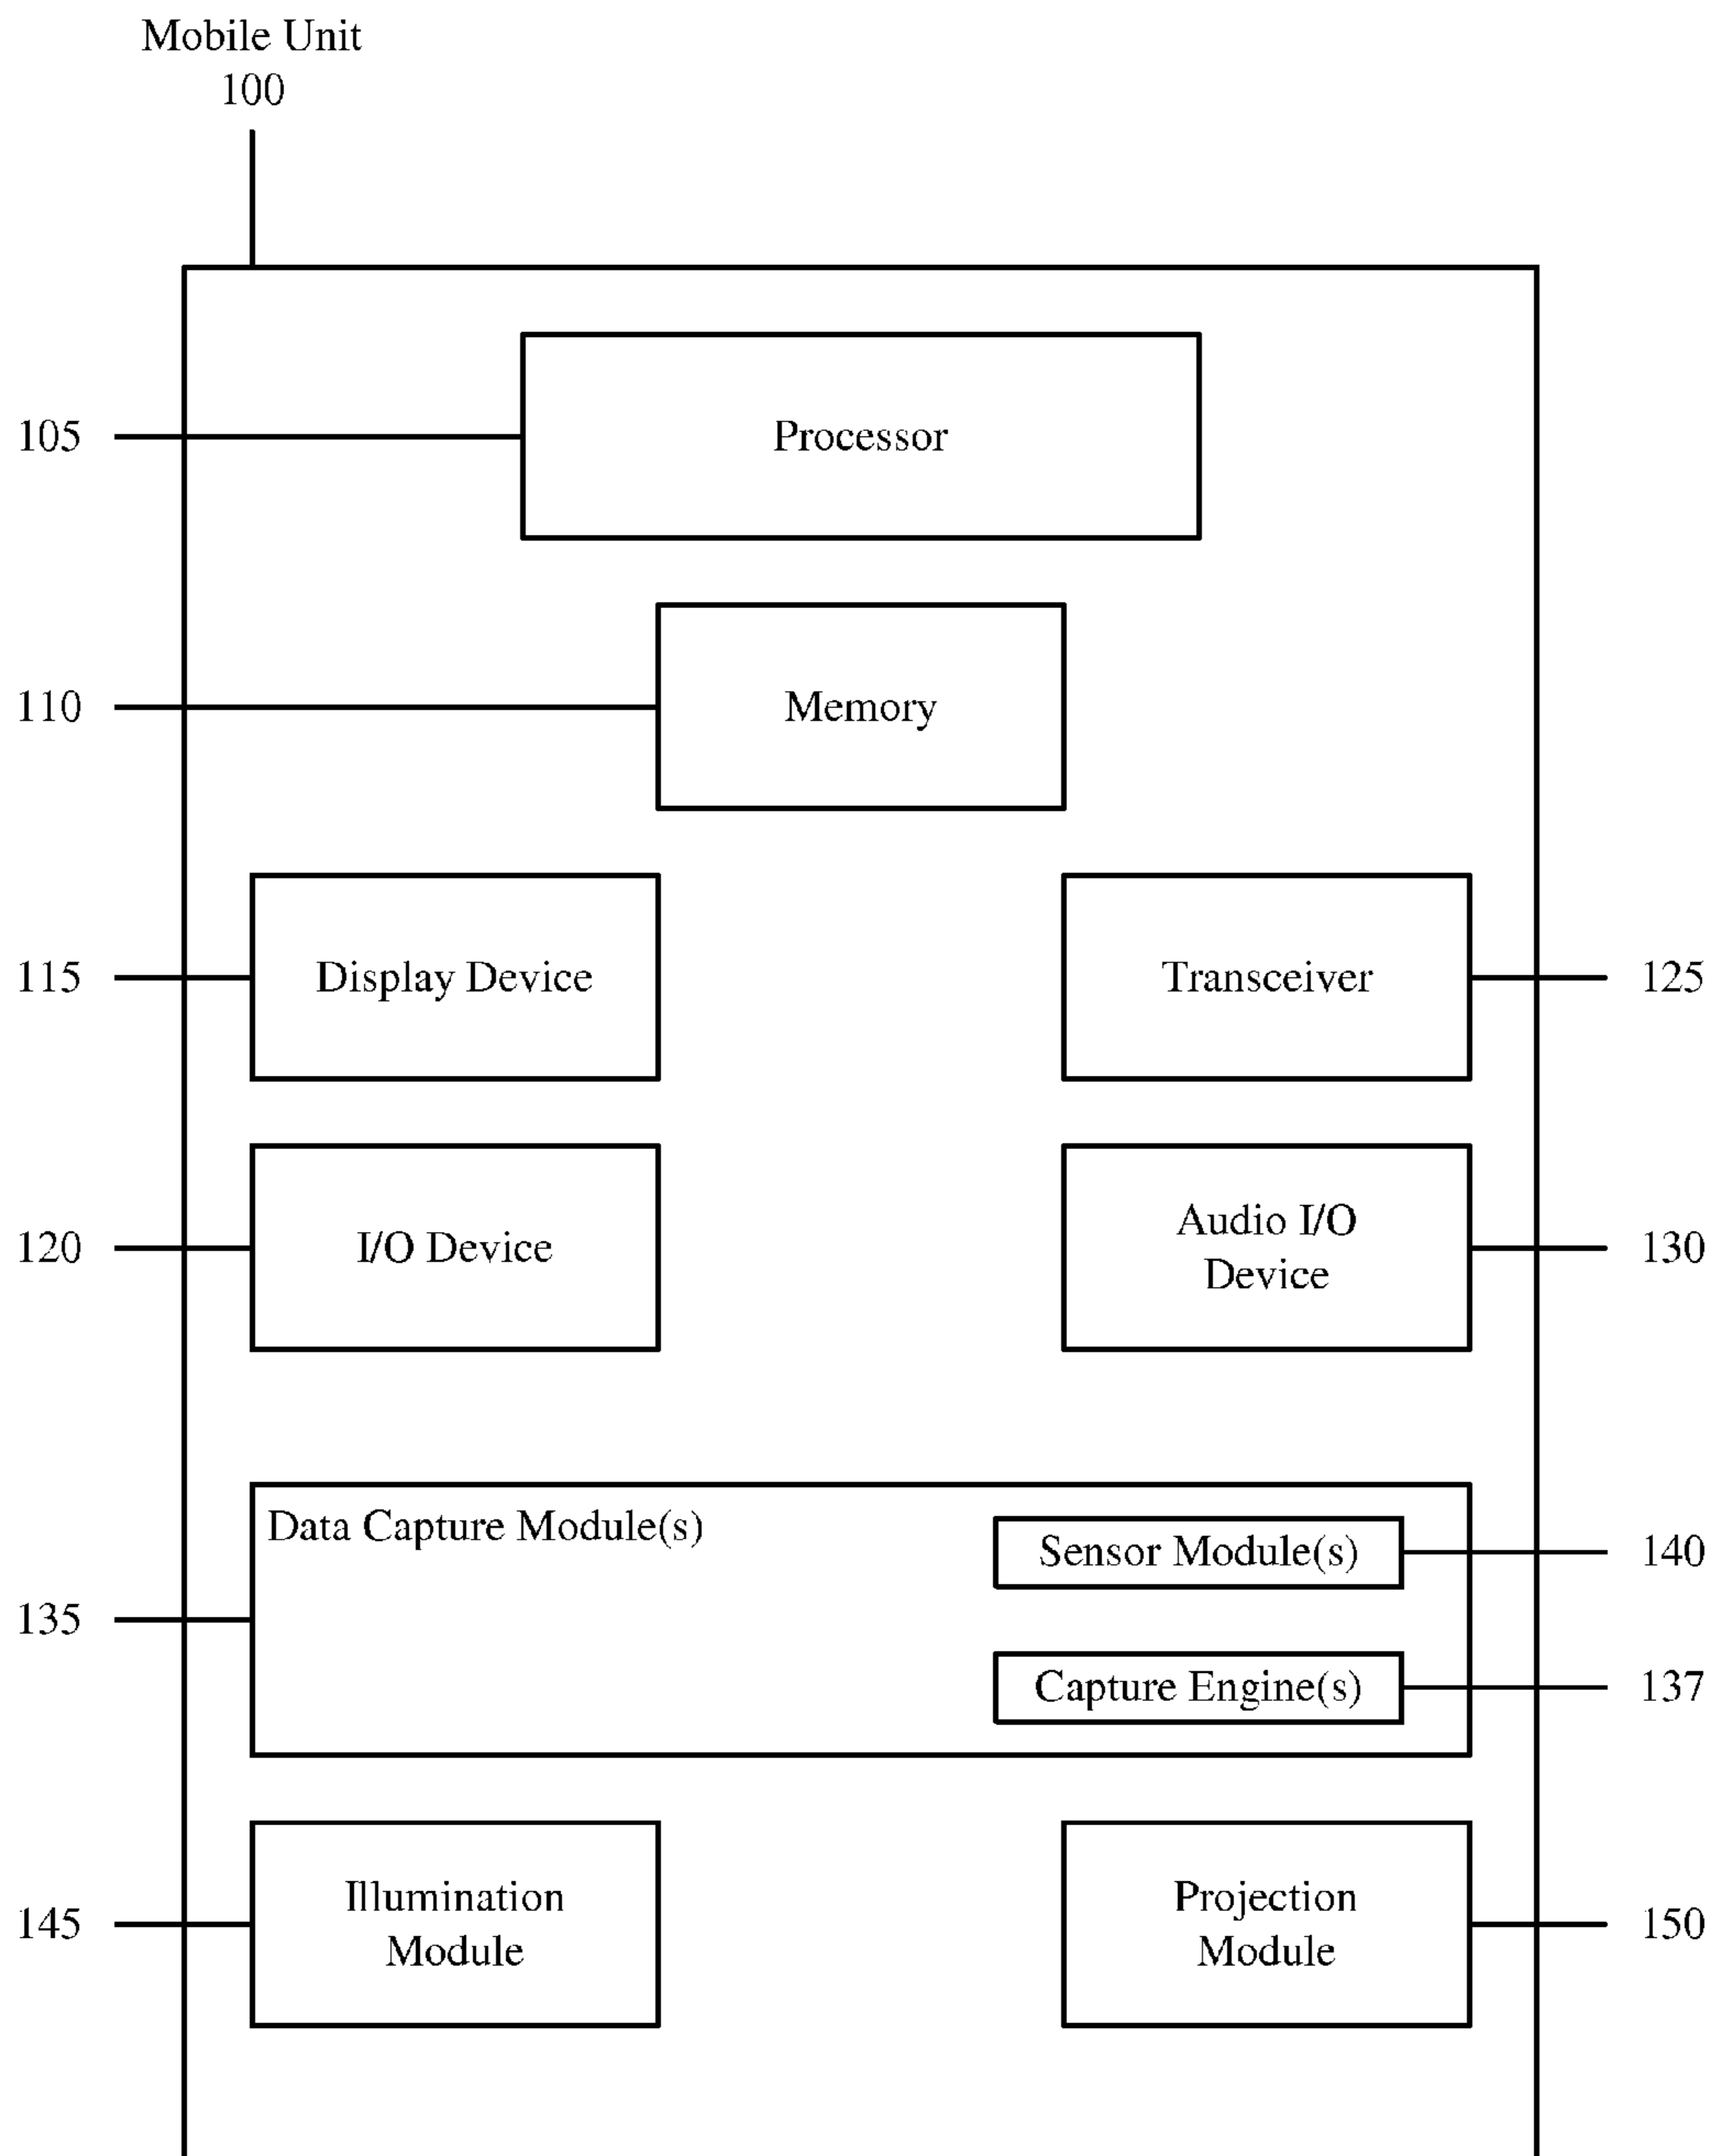 Mobile Unit
100
105
Processor
110
Memory
115
Display Device
Transceiver
125
120
I/O Device
Audio I/O
Device
130
Data Capture Module(s)
Sensor Module(s)
140
135
Capture Engine(s)
137
145
Illumination
Module
Projection
Module
150